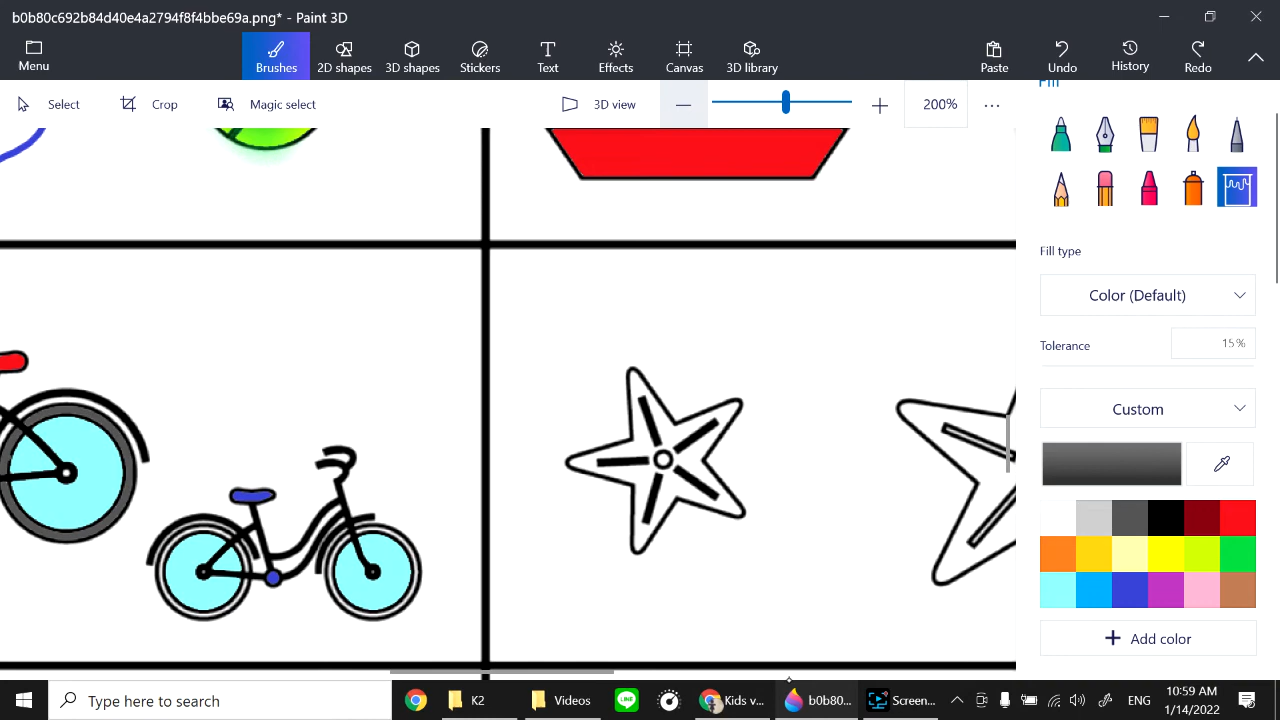 b0b80c692b84d40e4a2794f8f4bbe69a.png* - Paint 3D
Menu
Brushes
2D shapes
3D shapes
Stickers
Text
Effects
Canvas
3D library
Paste
Undo
History
Redo
Select
Crop
Magic select
3D view
200%
Fill
Fill type
Color (Default)
Tolerance
15%
Custom
Add color
Type here to search
K2
Videos
LINE
Kids v...
b0b80...
Screen...
ENG
10:59 AM
1/14/2022